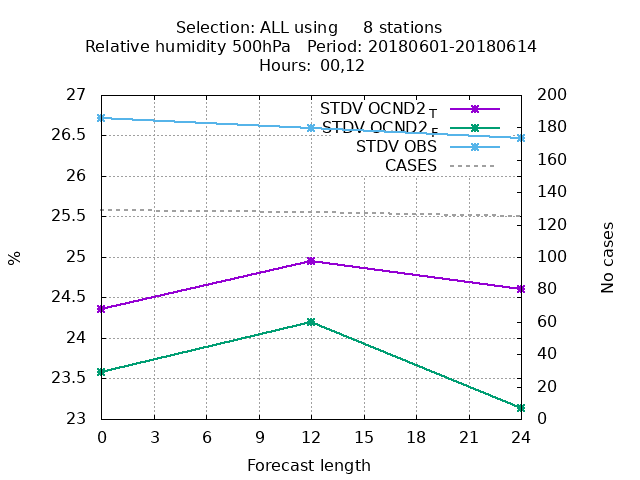 Selection: ALL using     8 stations
Relative humidity 500hPa   Period: 20180601-20180614
Hours: 00,12
27
26.5
26
25.5
25
24.5
24
23.5
23
%
STDV OCND2 T
STDV OCND2 F
STDV OBS
CASES
200
180
160
140
120
100
80
60
40
20
0
No cases
0 3 6 9 12 15 18 21 24
Forecast length